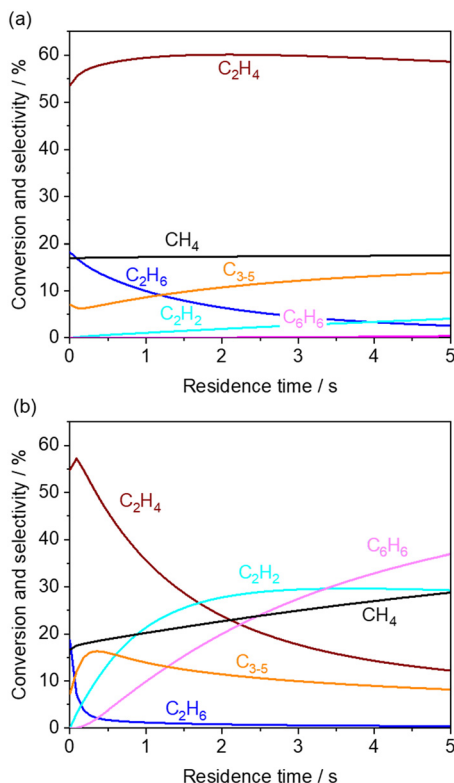 (a)
Conversion and selectivity / %
60
50
40
30
20
10
0
C₂H₄
CH₄
C₂H₆
C₃₋₅
C₂H₂
C₆H₆
0 1 2 3 4 5
Residence time / s
(b)
Conversion and selectivity / %
60
50
40
30
20
10
0
C₂H₄
C₆H₆
C₂H₂
CH₄
C₃₋₅
C₂H₆
0 1 2 3 4 5
Residence time / s